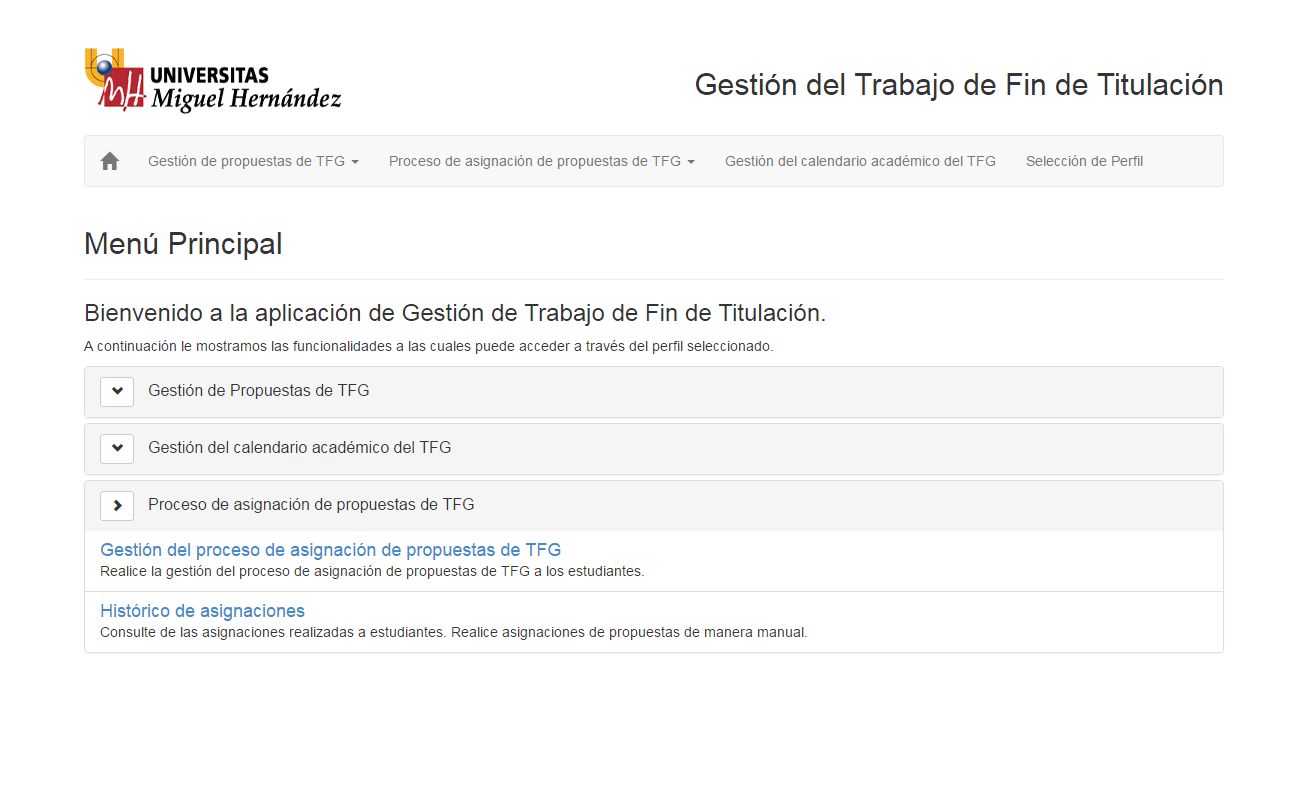 UNIVERSITAS
Miguel Hernández
Gestión del Trabajo de Fin de Titulación
Gestión de propuestas de TFG Proceso de asignación de propuestas de TFG Gestión del calendario académico del TFG Selección de Perfil
Menú Principal
Bienvenido a la aplicación de Gestión de Trabajo de Fin de Titulación.
A continuación le mostramos las funcionalidades a las cuales puede acceder a través del perfil seleccionado.
Gestión de Propuestas de TFG
Gestión del calendario académico del TFG
Proceso de asignación de propuestas de TFG
Gestión del proceso de asignación de propuestas de TFG
Realice la gestión del proceso de asignación de propuestas de TFG a los estudiantes.
Histórico de asignaciones
Consulte de las asignaciones realizadas a estudiantes. Realice asignaciones de propuestas de manera manual.